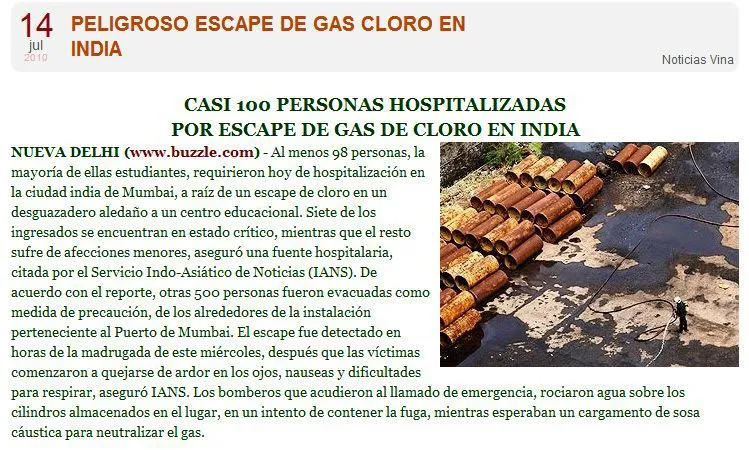 14
jul
2010
PELIGROSO ESCAPE DE GAS CLORO EN
INDIA
Noticias Vina
CASI 100 PERSONAS HOSPITALIZADAS
POR ESCAPE DE GAS DE CLORO EN INDIA
NUEVA DELHI (www.buzzle.com) - Al menos 98 personas, la
mayoría de ellas estudiantes, requirieron hoy de hospitalización en
la ciudad india de Mumbai, a raíz de un escape de cloro en un
desguazadero aledaño a un centro educacional. Siete de los
ingresados se encuentran en estado crítico, mientras que el resto
sufre de afecciones menores, aseguró una fuente hospitalaria,
citada por el Servicio Indo-Asiático de Noticias (IANS). De
acuerdo con el reporte, otras 500 personas fueron evacuadas como
medida de precaución, de los alrededores de la instalación
perteneciente al Puerto de Mumbai. El escape fue detectado en
horas de la madrugada de este miércoles, después que las víctimas
comenzaron a quejarse de ardor en los ojos, nauseas y dificultades
para respirar, aseguró IANS. Los bomberos que acudieron al llamado de emergencia, rociaron agua sobre los
cilindros almacenados en el lugar, en un intento de contener la fuga, mientras esperaban un cargamento de sosa
cáustica para neutralizar el gas.